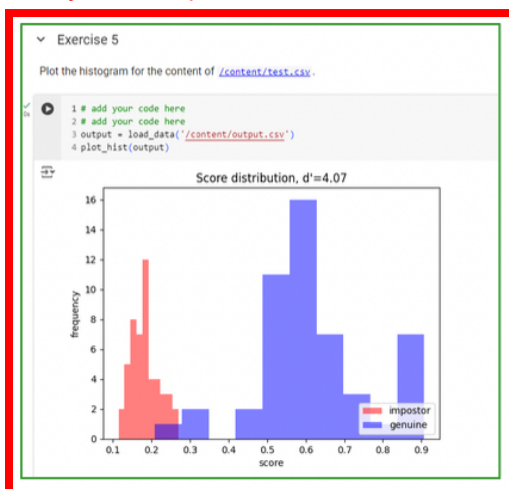 Exercise 5
Plot the histogram for the content of /content/test.csv.
0s
1 # add your code here
2 # add your code here
3 output = load_data('/content/output.csv')
4 plot_hist(output)
Score distribution, d'=4.07
16
14
12
10
8
6
4
2
0
frequency
0.1 0.2 0.3 0.4 0.5 0.6 0.7 0.8 0.9
score
impostor
genuine